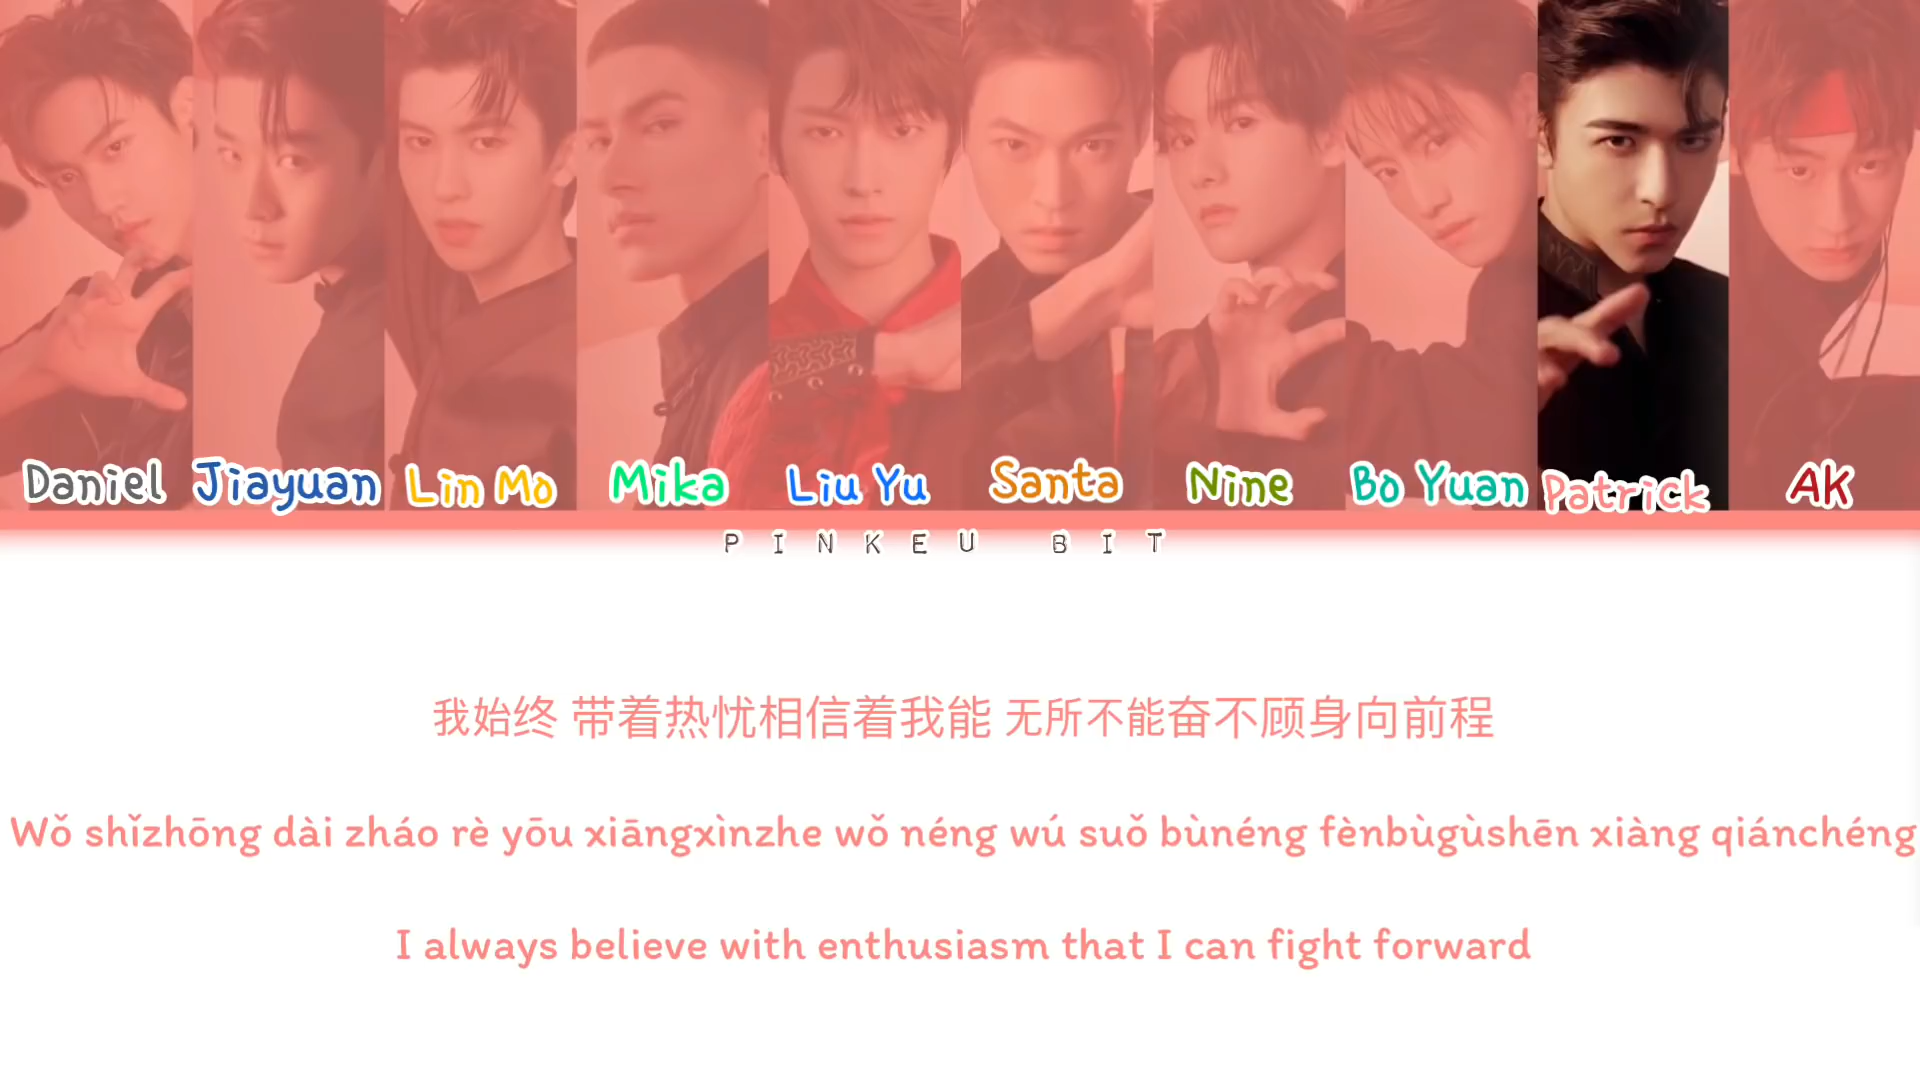 Daniel Jiayuan Lin Mo Mika Liu Yu Santa Nine Bo Yuan Patrick AK
PINKEU BIT
我始终 带着热忱相信着我能 无所不能奋不顾身向前程
Wǒ shǐzhōng dài zháo rè yōu xiāngxìnzhe wǒ néng wú suǒ bùnéng fènbùgùshēn xiàng qiánchéng
I always believe with enthusiasm that I can fight forward